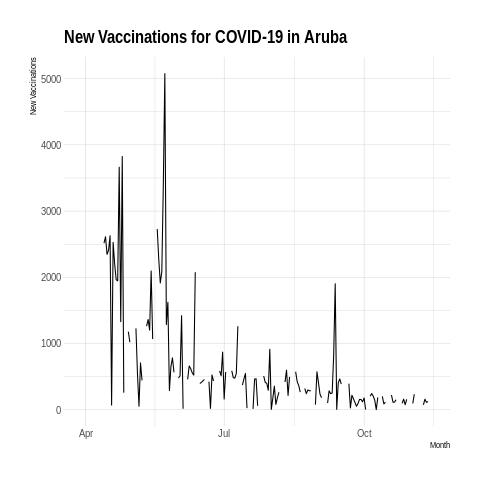 New Vaccinations for COVID-19 in Aruba
New Vaccinations
5000
4000
3000
2000
1000
0
Apr
Jul
Oct
Month